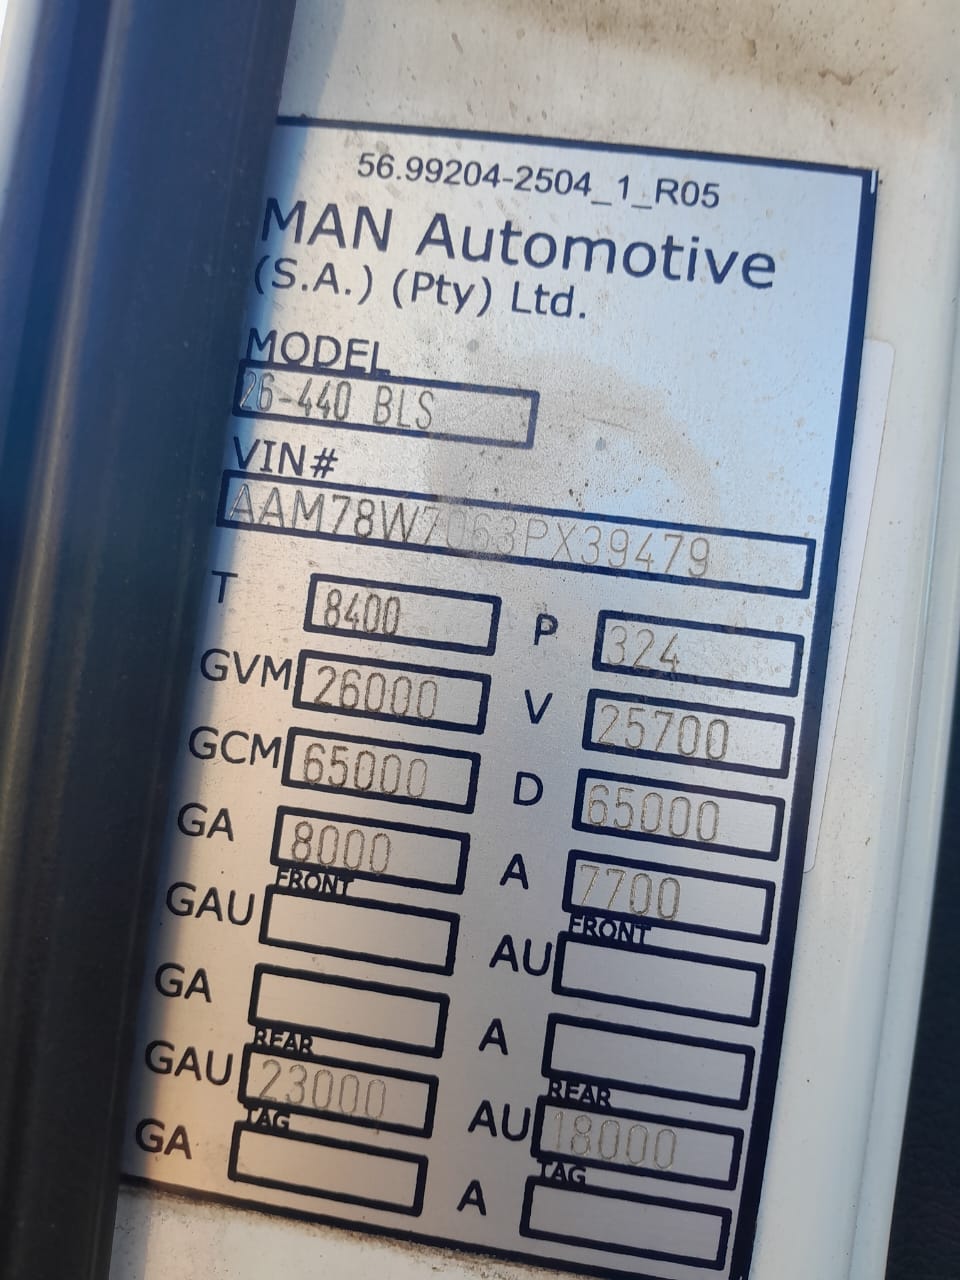 56.99204-2504_1_R05
MAN Automotive
(S.A.) (Pty) Ltd.
MODEL
26-440 BLS
VIN#
AAM78W7063PX39479
T 8400 P 324
GVM 26000 V 25700
GCM 65000 D 65000
GA 8000 A 7700
FRONT FRONT
GAU AU
GA A
REAR REAR
GAU 23000 AU 18000
TAG TAG
GA A